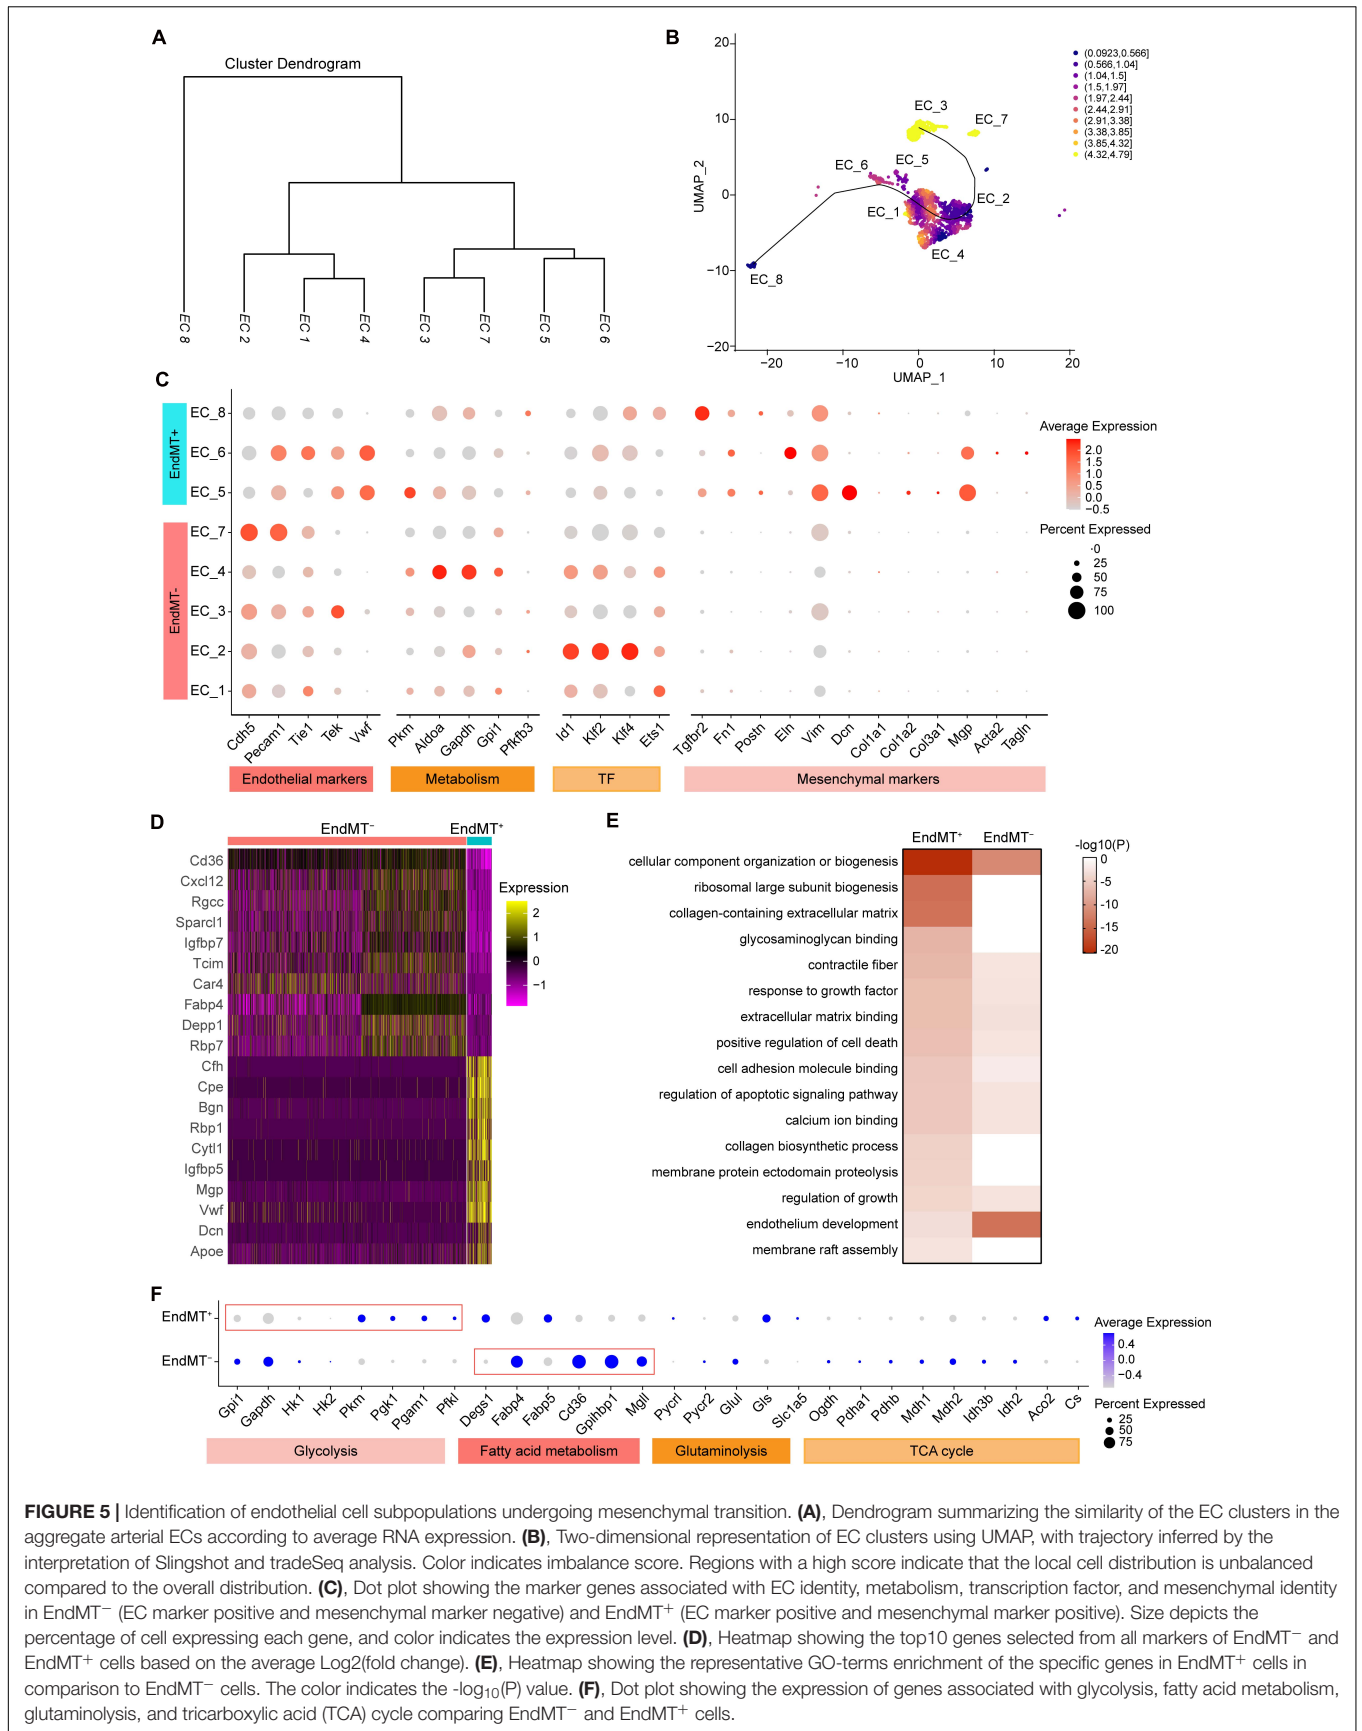 A
Cluster Dendrogram
EC 8
EC 2
EC 1
EC 4
EC 3
EC 7
EC 5
EC 6
B
20
10
0
−10
−20
UMAP_2
−20
−10
0
10
20
UMAP_1
EC_3
EC_7
EC_6
EC_5
EC_2
EC_1
EC_4
EC_8
(0.0923,0.566]
(0.566,1.04]
(1.04,1.5]
(1.5,1.97]
(1.97,2.44]
(2.44,2.91]
(2.91,3.38]
(3.38,3.85]
(3.85,4.32]
(4.32,4.79]
C
EndMT+
EndMT-
EC_8
EC_6
EC_5
EC_7
EC_4
EC_3
EC_2
EC_1
Cdh5
Pecam1
Tie1
Tek
Vwf
Pkm
Aldoa
Gapdh
Gpi1
Pfkfb3
Id1
Klf2
Klf4
Ets1
Tgfbr2
Fn1
Postn
Eln
Vim
Dcn
Col1a1
Col1a2
Col3a1
Mgp
Acta2
Tagln
Endothelial markers
Metabolism
TF
Mesenchymal markers
Average Expression
2.0
1.5
1.0
0.5
0.0
−0.5
Percent Expressed
0
25
50
75
100
D
EndMT−
EndMT+
Cd36
Cxcl12
Rgcc
Sparcl1
Igfbp7
Tcim
Car4
Fabp4
Depp1
Rbp7
Cfh
Cpe
Bgn
Rbp1
Cytl1
Igfbp5
Mgp
Vwf
Dcn
Apoe
Expression
2
1
0
−1
E
EndMT+
EndMT−
cellular component organization or biogenesis
ribosomal large subunit biogenesis
collagen-containing extracellular matrix
glycosaminoglycan binding
contractile fiber
response to growth factor
extracellular matrix binding
positive regulation of cell death
cell adhesion molecule binding
regulation of apoptotic signaling pathway
calcium ion binding
collagen biosynthetic process
membrane protein ectodomain proteolysis
regulation of growth
endothelium development
membrane raft assembly
-log10(P)
0
-5
-10
-15
-20
F
EndMT+
EndMT−
Gpi1
Gapdh
Hk1
Hk2
Pkm
Pgk1
Pgam1
Pfkl
Degs1
Fabp4
Fabp5
Cd36
Gpihbp1
Mgll
Pycrl
Pycr2
Glul
Gls
Slc1a5
Ogdh
Pdha1
Pdhb
Mdh1
Mdh2
Idh3b
Idh2
Aco2
Cs
Glycolysis
Fatty acid metabolism
Glutaminolysis
TCA cycle
Average Expression
0.4
0.0
−0.4
Percent Expressed
25
50
75
FIGURE 5 | Identification of endothelial cell subpopulations undergoing mesenchymal transition. (A), Dendrogram summarizing the similarity of the EC clusters in the
aggregate arterial ECs according to average RNA expression. (B), Two-dimensional representation of EC clusters using UMAP, with trajectory inferred by the
interpretation of Slingshot and tradeSeq analysis. Color indicates imbalance score. Regions with a high score indicate that the local cell distribution is unbalanced
compared to the overall distribution. (C), Dot plot showing the marker genes associated with EC identity, metabolism, transcription factor, and mesenchymal identity
in EndMT− (EC marker positive and mesenchymal marker negative) and EndMT+ (EC marker positive and mesenchymal marker positive). Size depicts the
percentage of cell expressing each gene, and color indicates the expression level. (D), Heatmap showing the top10 genes selected from all markers of EndMT− and
EndMT+ cells based on the average Log2(fold change). (E), Heatmap showing the representative GO-terms enrichment of the specific genes in EndMT+ cells in
comparison to EndMT− cells. The color indicates the -log10(P) value. (F), Dot plot showing the expression of genes associated with glycolysis, fatty acid metabolism,
glutaminolysis, and tricarboxylic acid (TCA) cycle comparing EndMT− and EndMT+ cells.